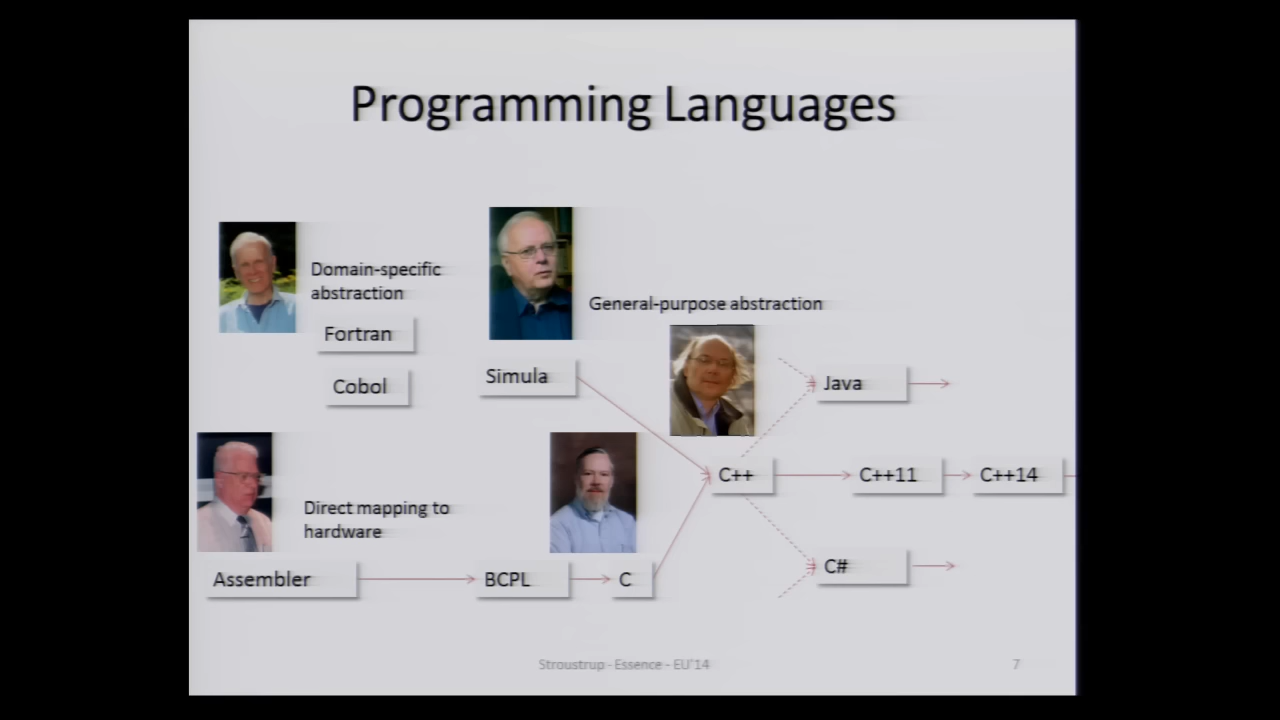 Programming Languages
Domain-specific
abstraction
General-purpose abstraction
Fortran
Cobol
Simula
Java
C++
C++11
C++14
Direct mapping to
hardware
Assembler
BCPL
C
C#
Stroustrup - Essence - EU'14
7